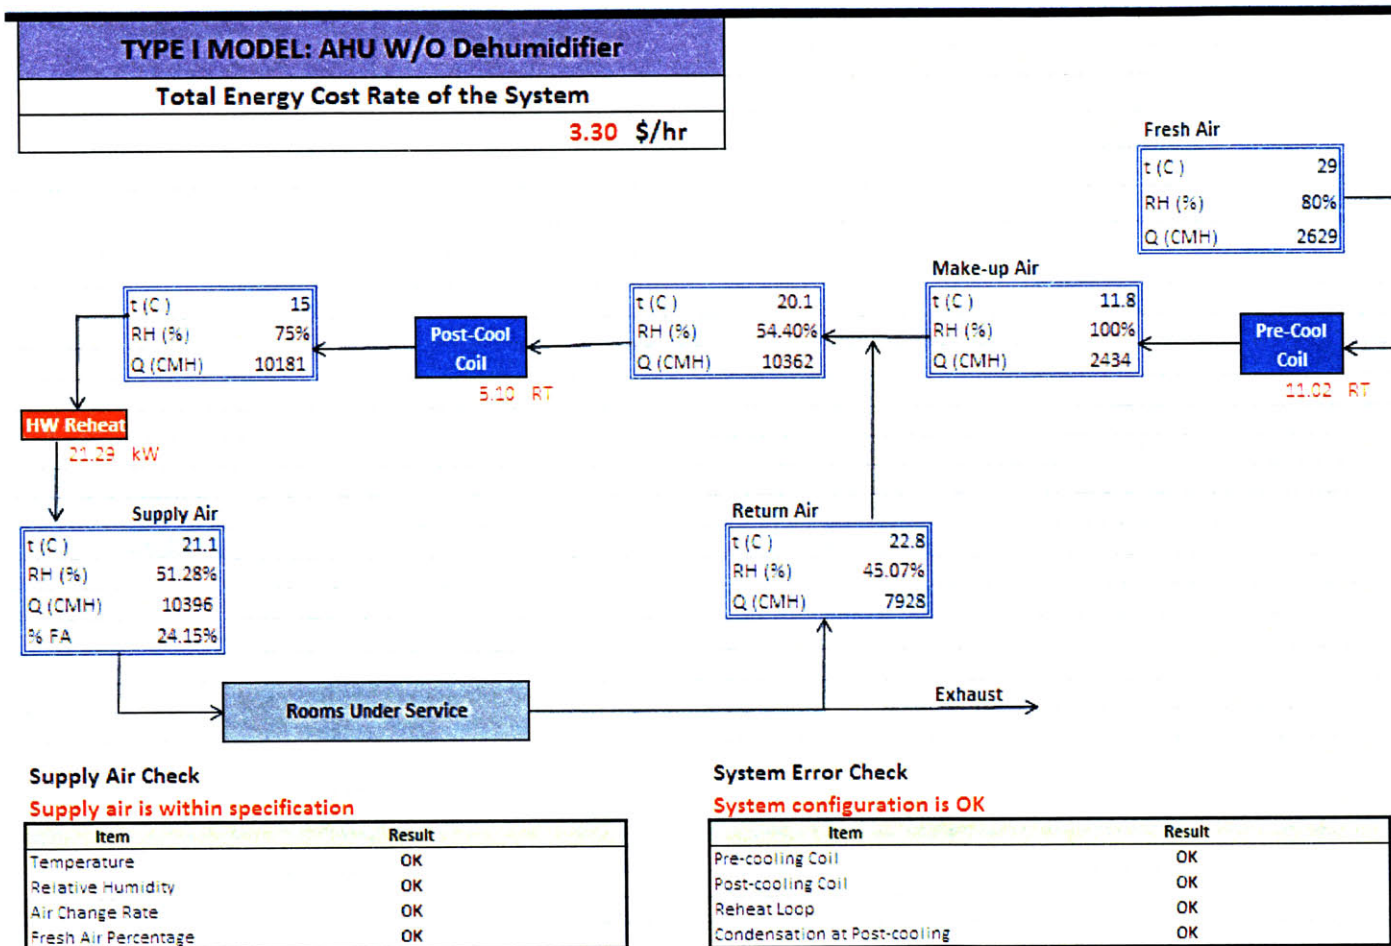 TYPE I MODEL: AHU W/O Dehumidifier
Total Energy Cost Rate of the System
3.30 $/hr
Fresh Air
t (C ) 29
RH (%) 80%
Q (CMH) 2629
Make-up Air
t (C ) 11.8
RH (%) 100%
Q (CMH) 2434
Pre-Cool
Coil
11.02 RT
t (C ) 20.1
RH (%) 54.40%
Q (CMH) 10362
Post-Cool
Coil
5.10 RT
t (C ) 15
RH (%) 75%
Q (CMH) 10181
HW Reheat
21.29 kW
Supply Air
t (C ) 21.1
RH (%) 51.28%
Q (CMH) 10396
% FA 24.15%
Return Air
t (C ) 22.8
RH (%) 45.07%
Q (CMH) 7928
Rooms Under Service
Exhaust
Supply Air Check
Supply air is within specification
Item Result
Temperature OK
Relative Humidity OK
Air Change Rate OK
Fresh Air Percentage OK
System Error Check
System configuration is OK
Item Result
Pre-cooling Coil OK
Post-cooling Coil OK
Reheat Loop OK
Condensation at Post-cooling OK